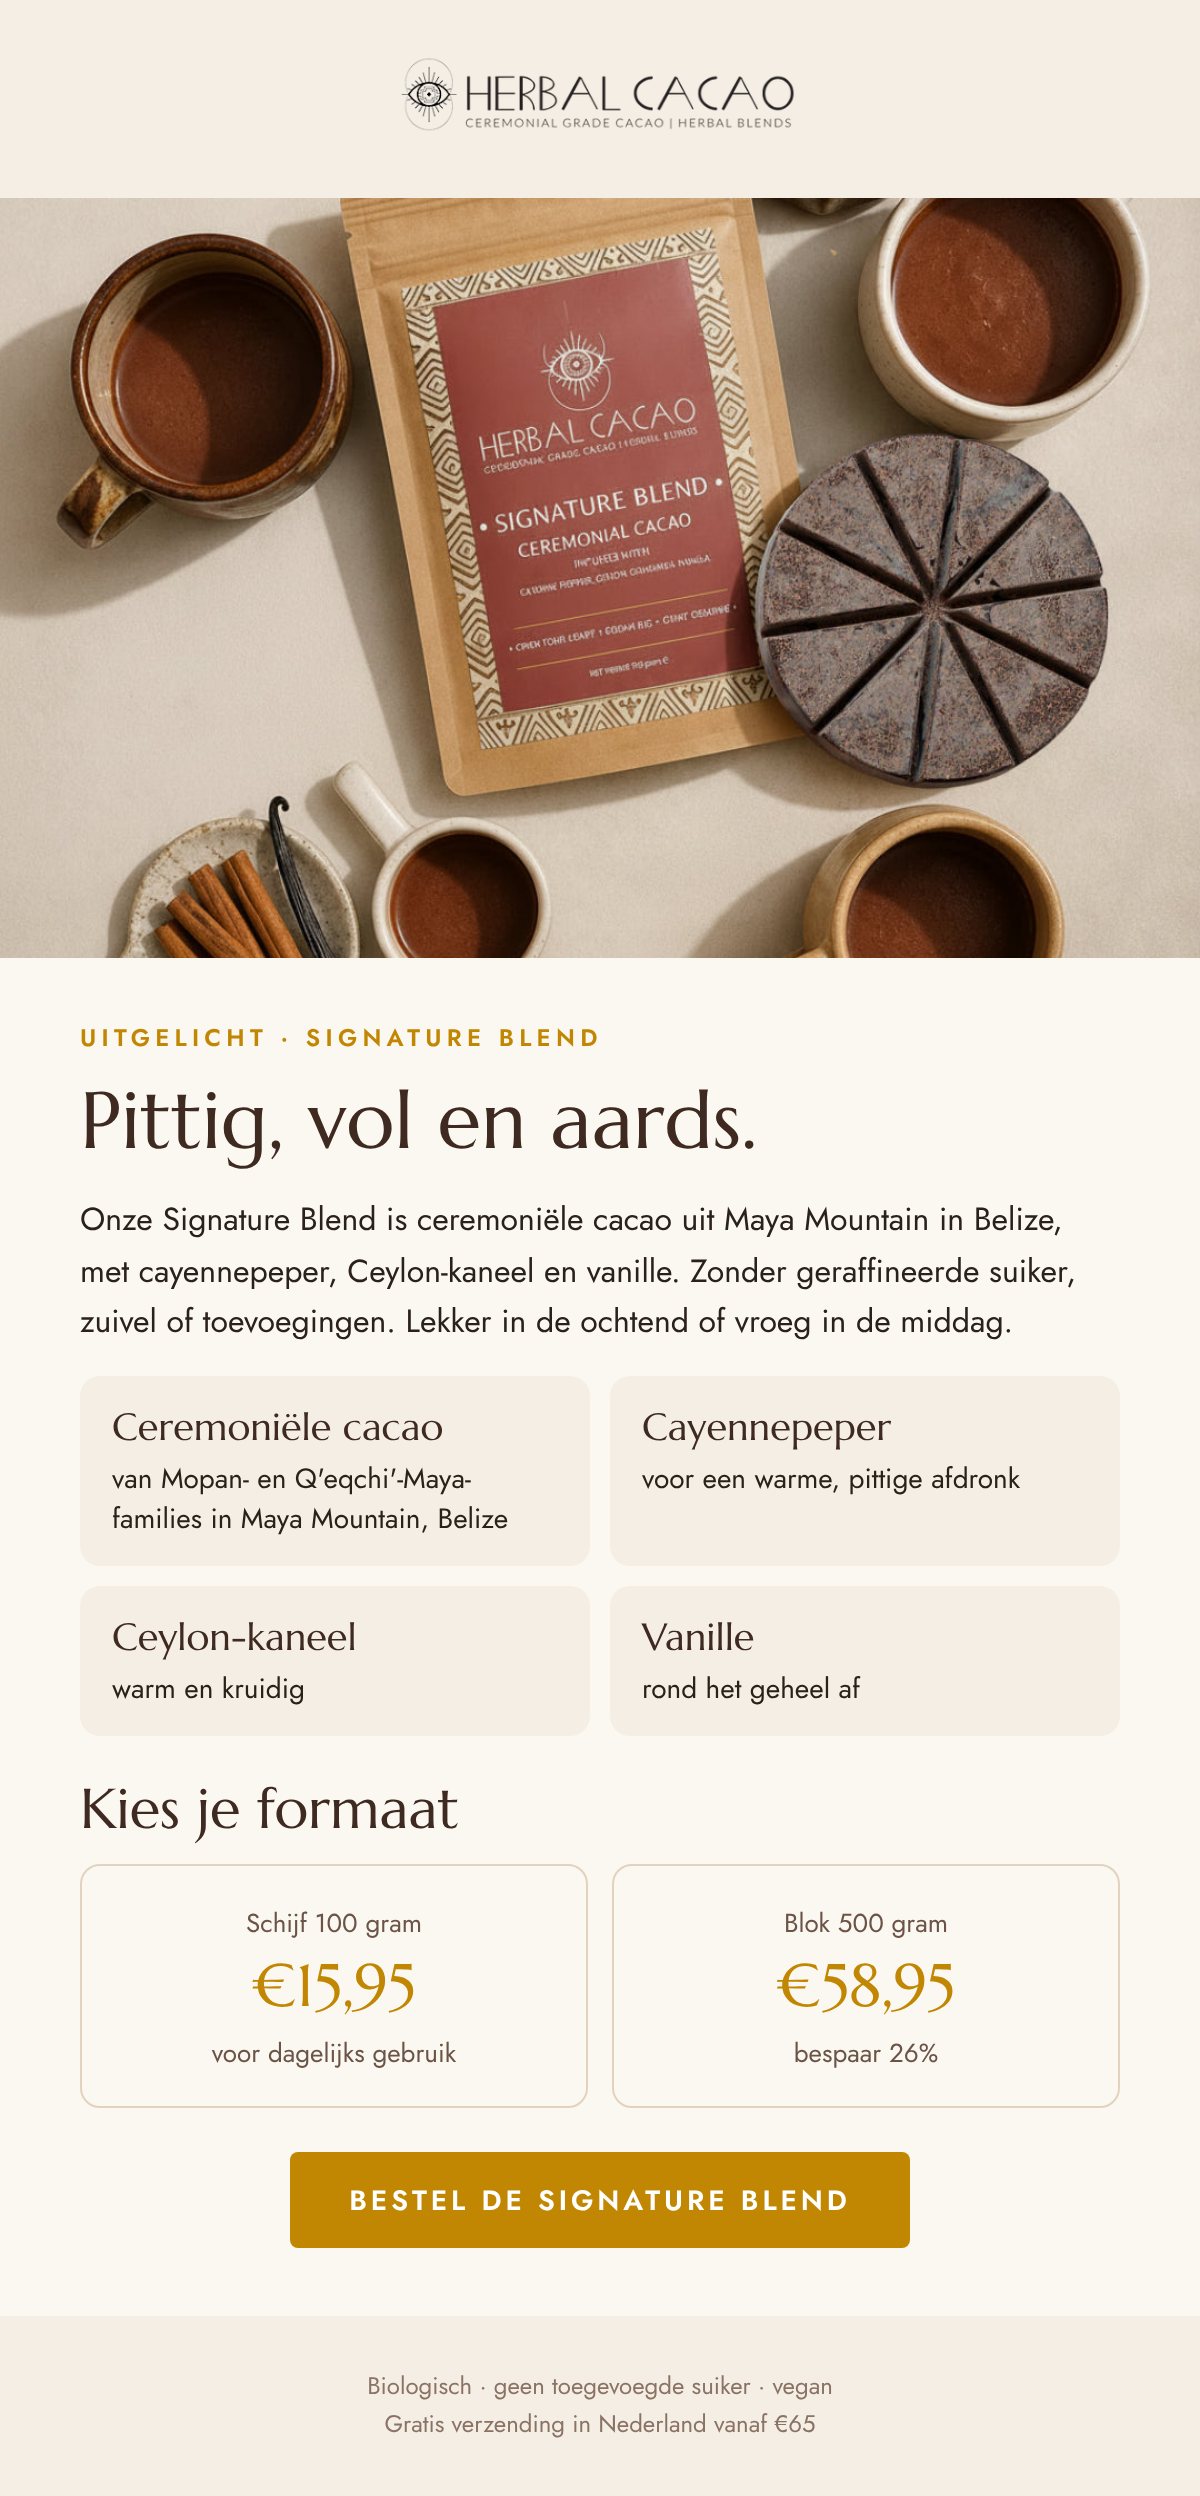 HERBAL CACAO
CEREMONIAL GRADE CACAO | HERBAL BLENDS
HERBAL CACAO
• SIGNATURE BLEND •
CEREMONIAL CACAO
UITGELICHT · SIGNATURE BLEND
Pittig, vol en aards.
Onze Signature Blend is ceremoniële cacao uit Maya Mountain in Belize,
met cayennepeper, Ceylon-kaneel en vanille. Zonder geraffineerde suiker,
zuivel of toevoegingen. Lekker in de ochtend of vroeg in de middag.
Ceremoniële cacao
van Mopan- en Q'eqchi'-Maya-
families in Maya Mountain, Belize
Cayennepeper
voor een warme, pittige afdronk
Ceylon-kaneel
warm en kruidig
Vanille
rond het geheel af
Kies je formaat
Schijf 100 gram
€15,95
voor dagelijks gebruik
Blok 500 gram
€58,95
bespaar 26%
BESTEL DE SIGNATURE BLEND
Biologisch · geen toegevoegde suiker · vegan
Gratis verzending in Nederland vanaf €65